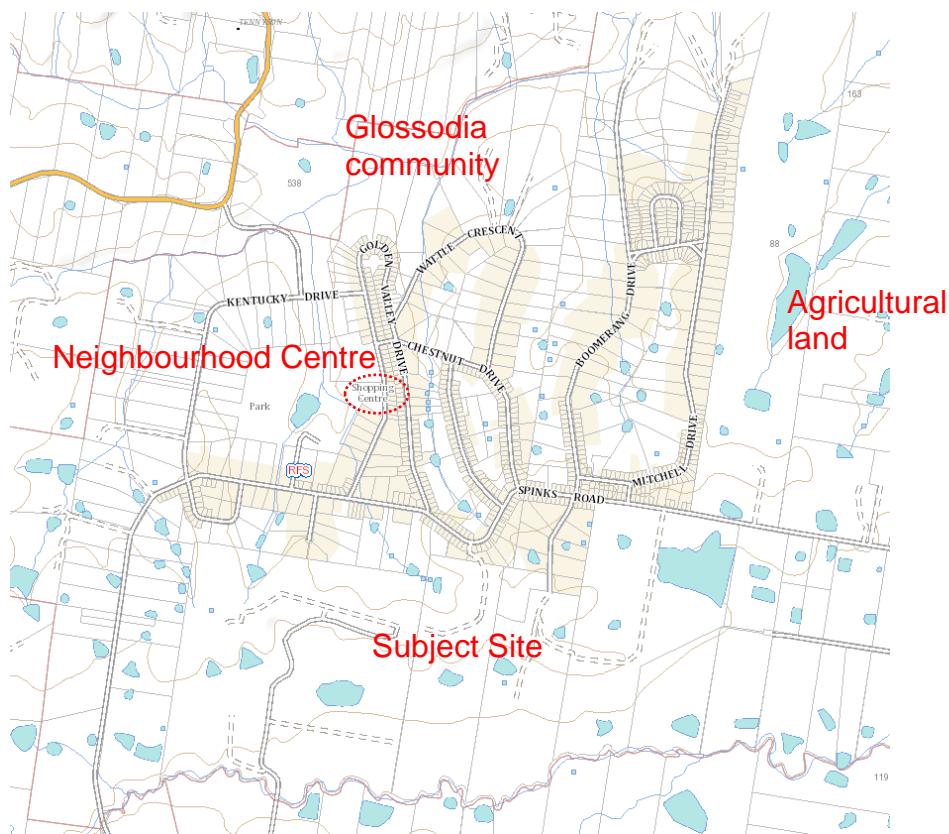 TENNYSON
163
Glossodia
community
538
88
GOLDEN
VALLEY
DRIVE
WATTLE
CRESCENT
KENTUCKY DRIVE
BOOMERANG
DRIVE
Agricultural
land
Neighbourhood Centre
CHESTNUT
DRIVE
Shopping
Centre
Park
RFS
MITCHELL
DRIVE
SPINKS ROAD
Subject Site
119